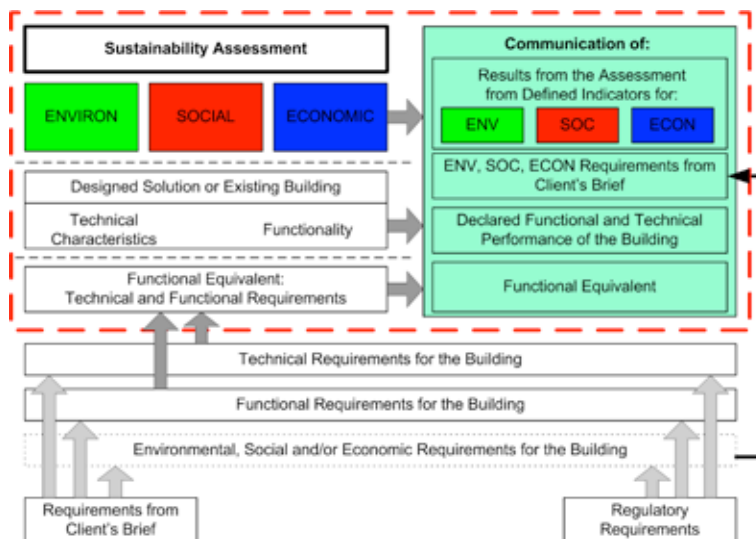 Sustainability Assessment
ENVIRON
SOCIAL
ECONOMIC
Communication of:
Results from the Assessment
from Defined Indicators for:
ENV
SOC
ECON
ENV, SOC, ECON Requirements from
Client's Brief
Designed Solution or Existing Building
Technical
Characteristics
Functionality
Declared Functional and Technical
Performance of the Building
Functional Equivalent:
Technical and Functional Requirements
Functional Equivalent
Technical Requirements for the Building
Functional Requirements for the Building
Environmental, Social and/or Economic Requirements for the Building
Requirements from
Client's Brief
Regulatory
Requirements